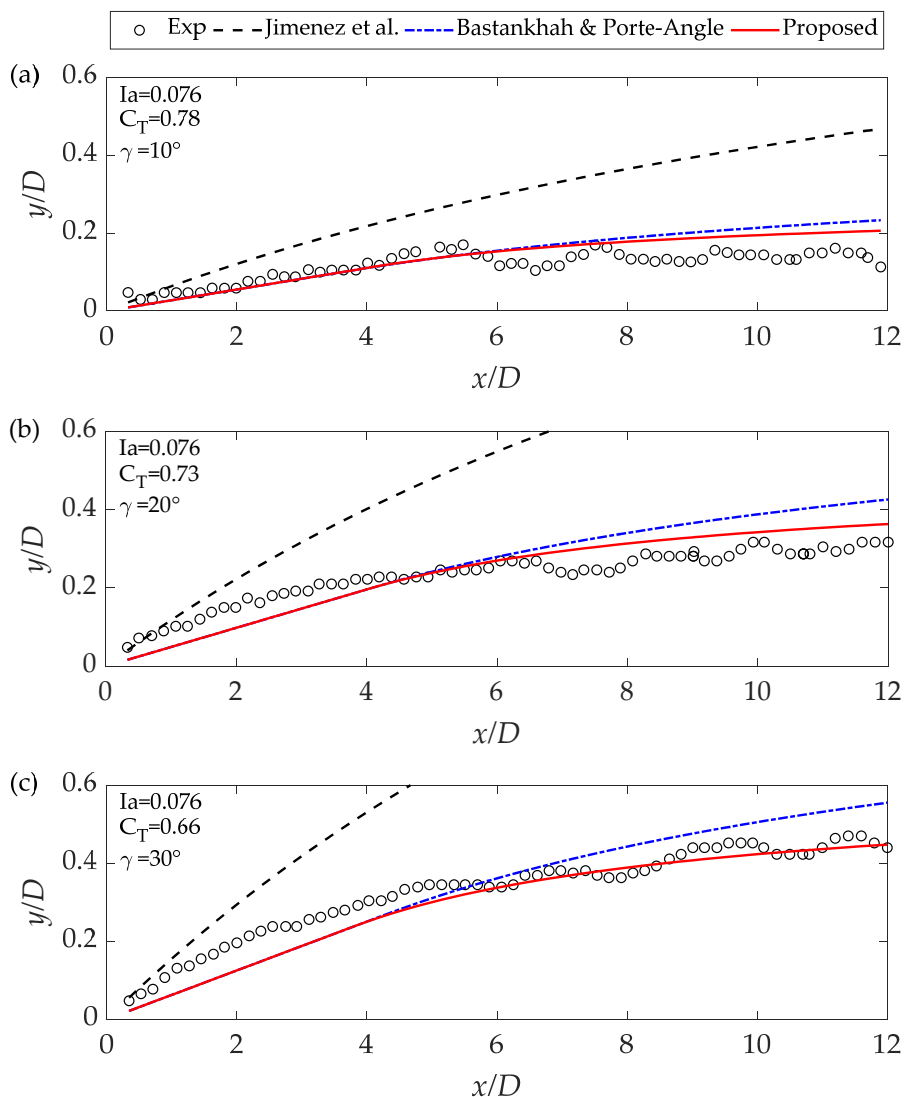 Exp Jimenez et al. Bastankhah & Porte-Angle Proposed
(a)
0.6
Ia=0.076
C_T=0.78
γ =10°
0.4
y/D
0.2
0
0 2 4 6 8 10 12
x/D
(b)
0.6
Ia=0.076
C_T=0.73
γ =20°
0.4
y/D
0.2
0
0 2 4 6 8 10 12
x/D
(c)
0.6
Ia=0.076
C_T=0.66
γ =30°
0.4
y/D
0.2
0
0 2 4 6 8 10 12
x/D